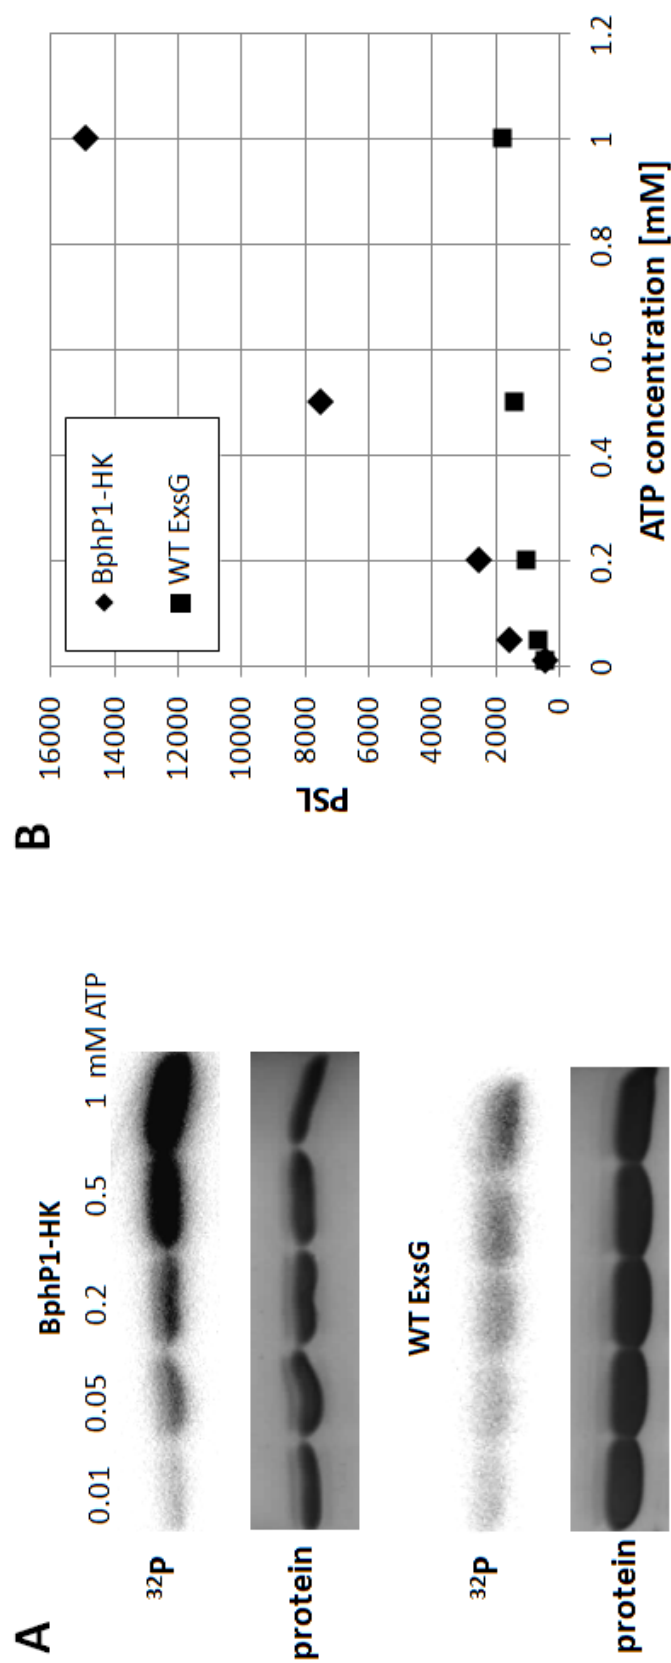 A
BphP1-HK
0.01 0.05 0.2 0.5 1 mM ATP
32P
protein
WT ExsG
32P
protein
B
16000
14000
12000
10000
8000
6000
4000
2000
0
PSL
BphP1-HK
WT ExsG
0 0.2 0.4 0.6 0.8 1 1.2
ATP concentration [mM]